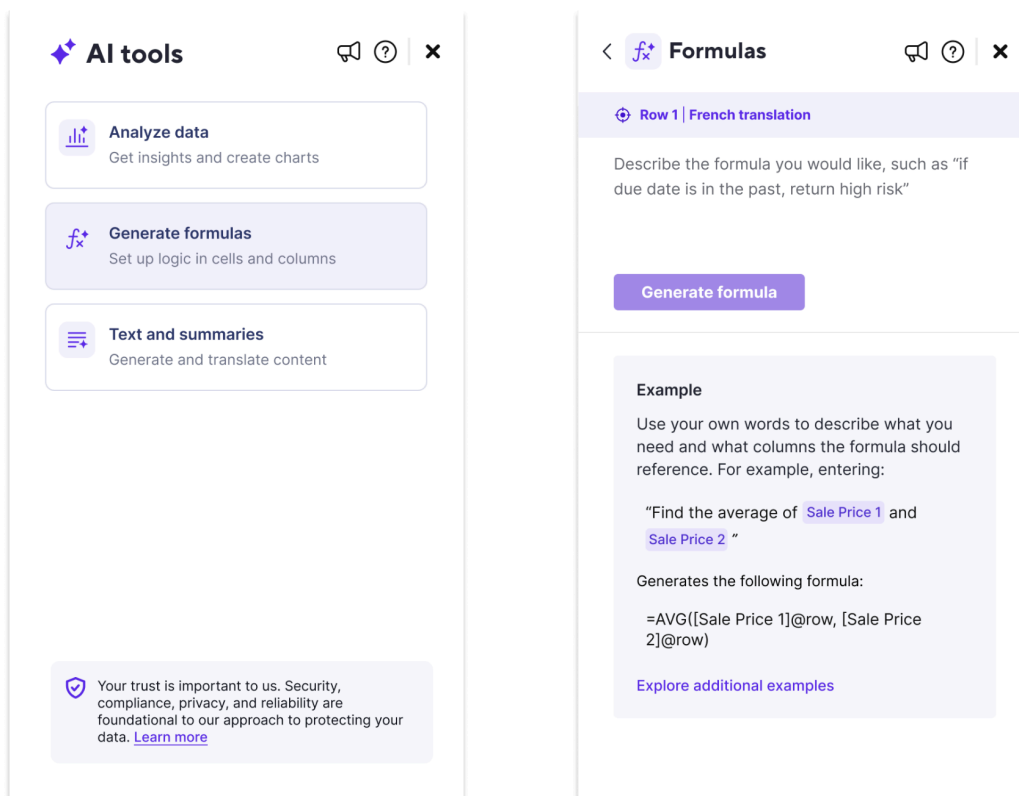 AI tools
Analyze data
Get insights and create charts
Generate formulas
Set up logic in cells and columns
Text and summaries
Generate and translate content
Your trust is important to us. Security,
compliance, privacy, and reliability are
foundational to our approach to protecting your
data. Learn more
Formulas
Row 1 | French translation
Describe the formula you would like, such as “if
due date is in the past, return high risk”
Generate formula
Example
Use your own words to describe what you
need and what columns the formula should
reference. For example, entering:
“Find the average of Sale Price 1 and
Sale Price 2 ”
Generates the following formula:
=AVG([Sale Price 1]@row, [Sale Price
2]@row)
Explore additional examples